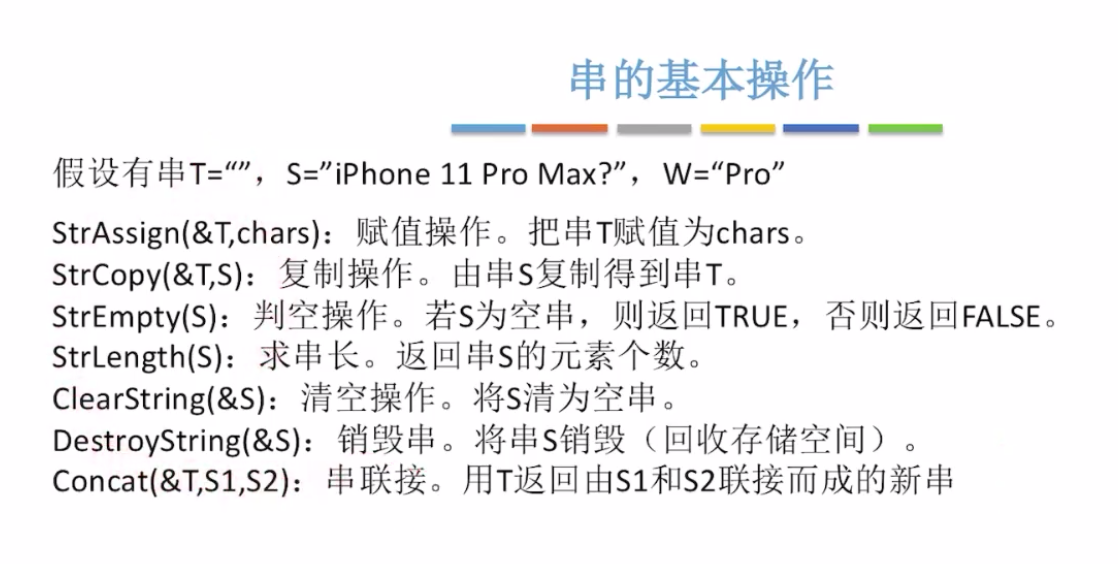 串的基本操作
假设有串T=“”，S=”iPhone 11 Pro Max?”，W=“Pro”
StrAssign(&T,chars)：赋值操作。把串T赋值为chars。
StrCopy(&T,S)：复制操作。由串S复制得到串T。
StrEmpty(S)：判空操作。若S为空串，则返回TRUE，否则返回FALSE。
StrLength(S)：求串长。返回串S的元素个数。
ClearString(&S)：清空操作。将S清为空串。
DestroyString(&S)：销毁串。将串S销毁（回收存储空间）。
Concat(&T,S1,S2)：串联接。用T返回由S1和S2联接而成的新串